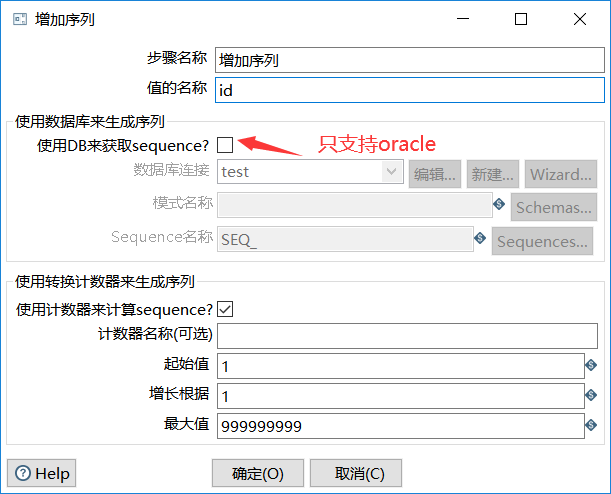 增加序列
步骤名称 增加序列
值的名称 id
使用数据库来生成序列
使用DB来获取sequence? 只支持oracle
数据库连接 test 编辑... 新建... Wizard...
模式名称 Schemas...
Sequence名称 SEQ_ Sequences...
使用转换计数器来生成序列
使用计数器来计算sequence?
计数器名称(可选)
起始值 1
增长根据 1
最大值 999999999
Help 确定(O) 取消(C)